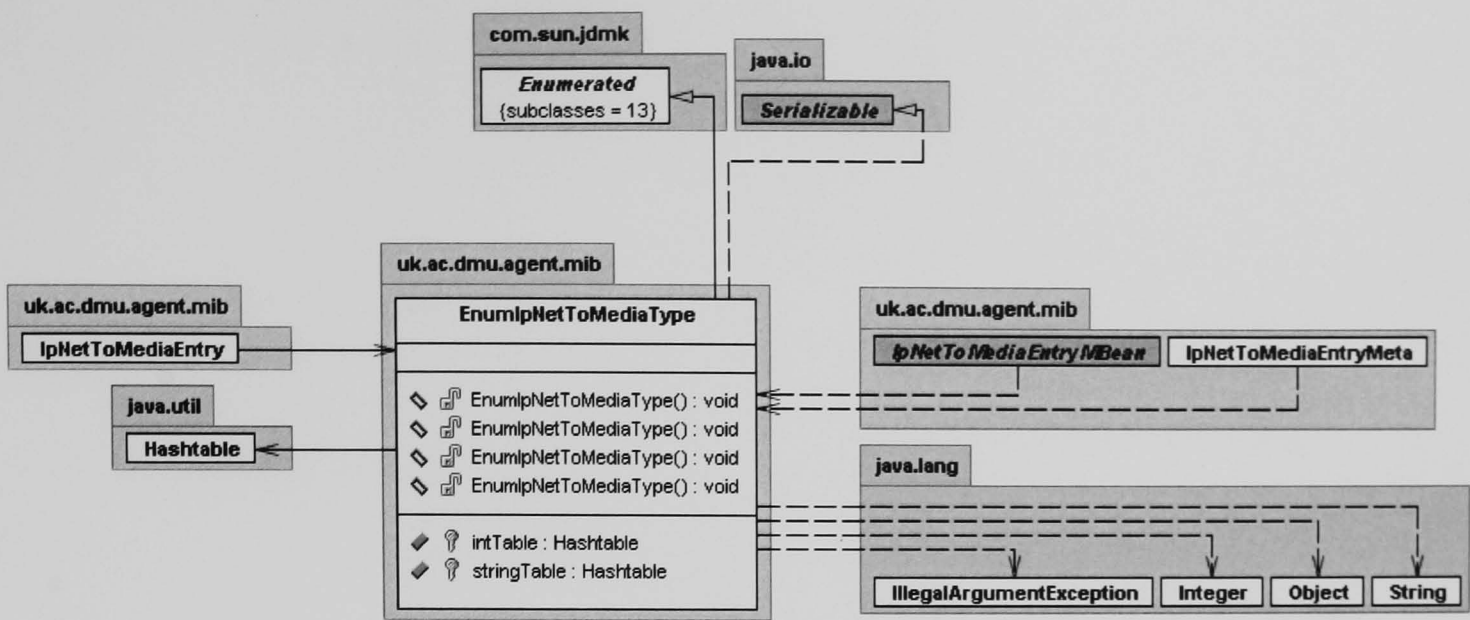 com.sun.jdmk
Enumerated
{subclasses = 13}
java.io
Serializable
uk.ac.dmu.agent.mib
IpNetToMediaEntry
java.util
Hashtable
uk.ac.dmu.agent.mib
EnumIpNetToMediaType
EnumIpNetToMediaType() : void
EnumIpNetToMediaType() : void
EnumIpNetToMediaType() : void
EnumIpNetToMediaType() : void
intTable : Hashtable
stringTable : Hashtable
uk.ac.dmu.agent.mib
IpNetToMediaEntryMBean
IpNetToMediaEntryMeta
java.lang
IllegalArgumentException
Integer
Object
String